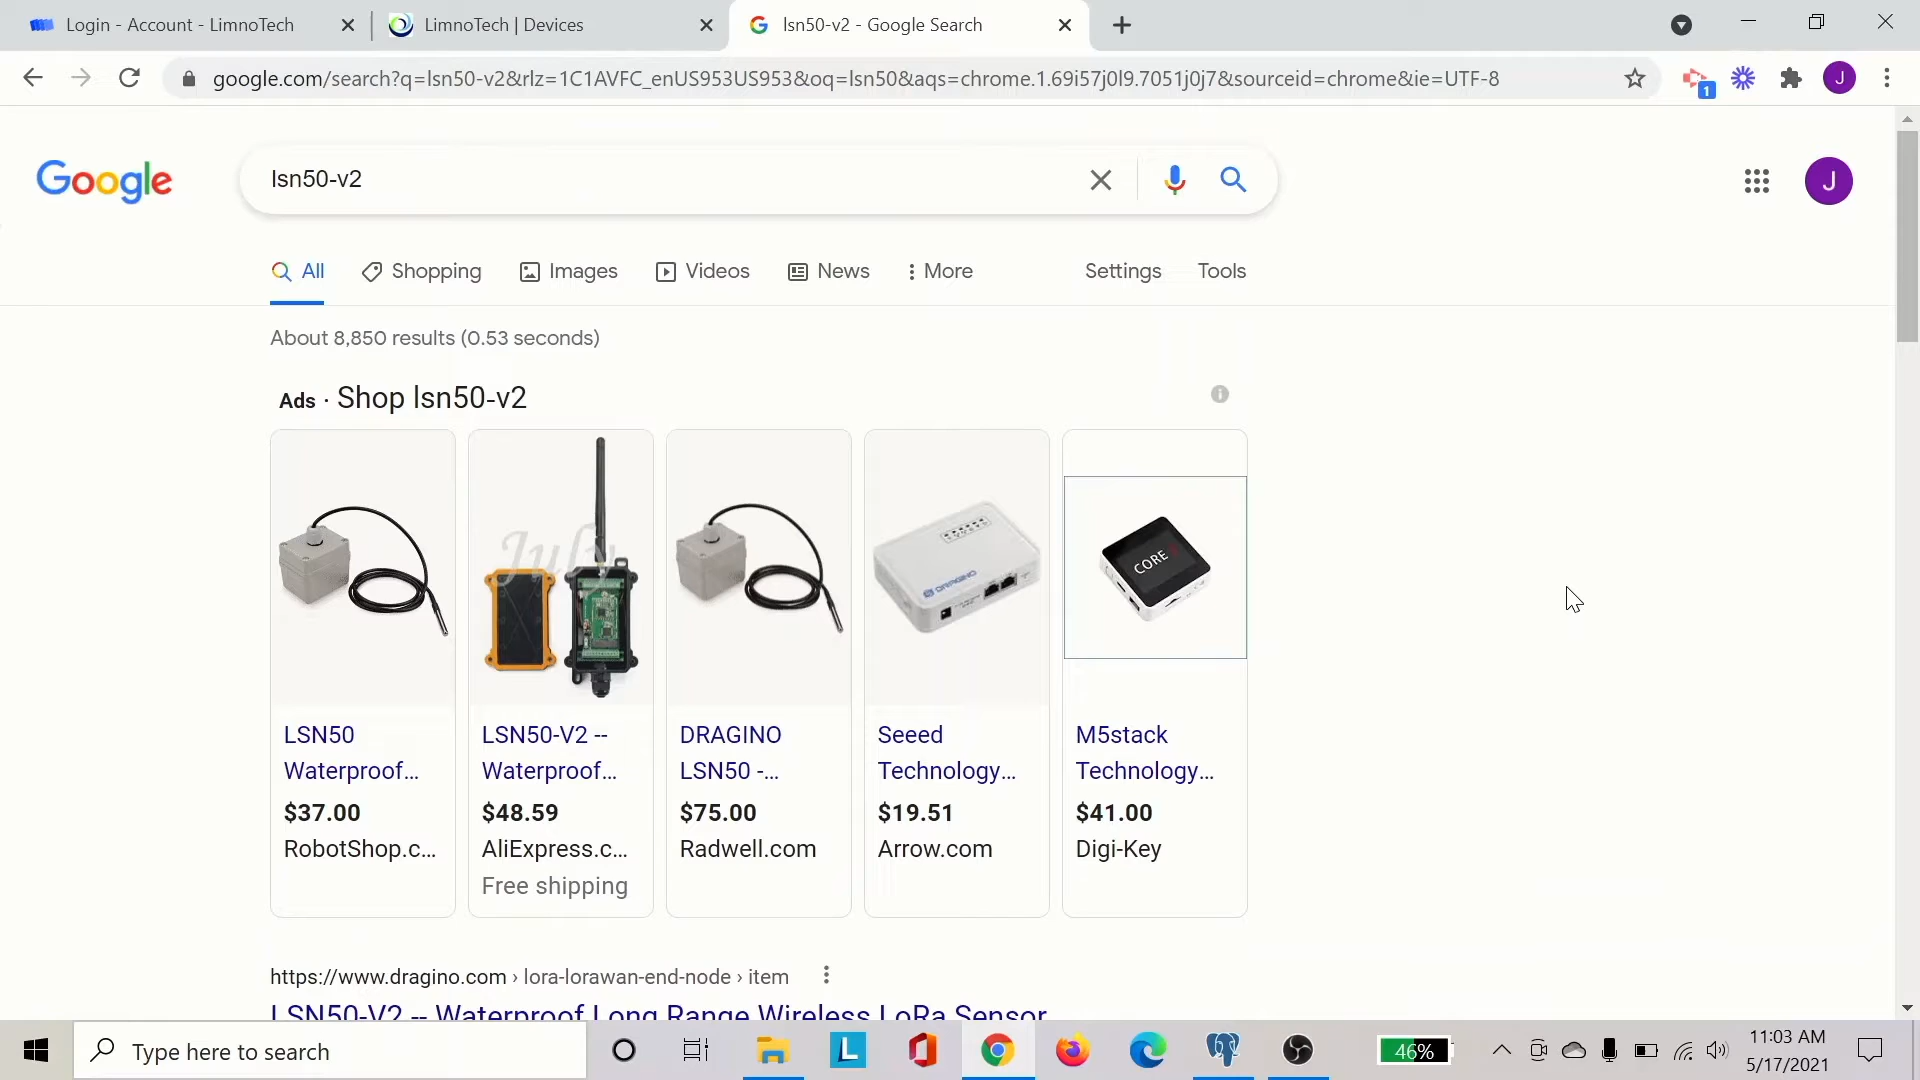 Login - Account - LimnoTech
LimnoTech | Devices
lsn50-v2 - Google Search
google.com/search?q=lsn50-v2&rlz=1C1AVFC_enUS953US953&oq=lsn50&aqs=chrome.1.69i57j0l9.7051j0j7&sourceid=chrome&ie=UTF-8
1
J
Google
lsn50-v2
J
All
Shopping
Images
Videos
News
More
Settings
Tools
About 8,850 results (0.53 seconds)
Ads · Shop lsn50-v2
July
DRAGINO
CORE
LSN50
Waterproof...
$37.00
RobotShop.c...
LSN50-V2 --
Waterproof...
$48.59
AliExpress.c...
Free shipping
DRAGINO
LSN50 -...
$75.00
Radwell.com
Seeed
Technology...
$19.51
Arrow.com
M5stack
Technology...
$41.00
Digi-Key
https://www.dragino.com › lora-lorawan-end-node › item
LSN50-V2 -- Waterproof Long Range Wireless LoRa Sensor
Type here to search
L
46%
11:03 AM
5/17/2021